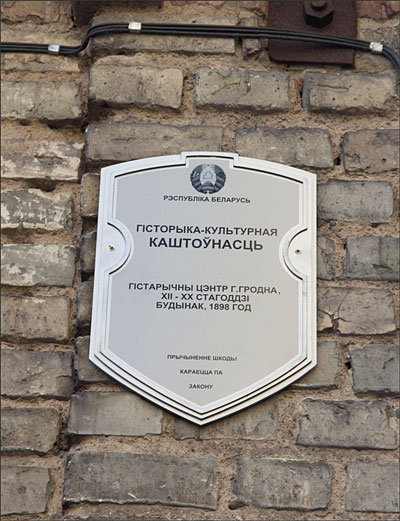 РЭСПУБЛІКА БЕЛАРУСЬ
ГІСТОРЫКА-КУЛЬТУРНАЯ
КАШТОЎНАСЦЬ
ГІСТАРЫЧНЫ ЦЭНТР Г.ГРОДНА,
XII - XX СТАГОДДЗІ
БУДЫНАК, 1898 ГОД
ПРЫЧЫНЕННЕ ШКОДЫ
КАРАЕЦЦА ПА
ЗАКОНУ